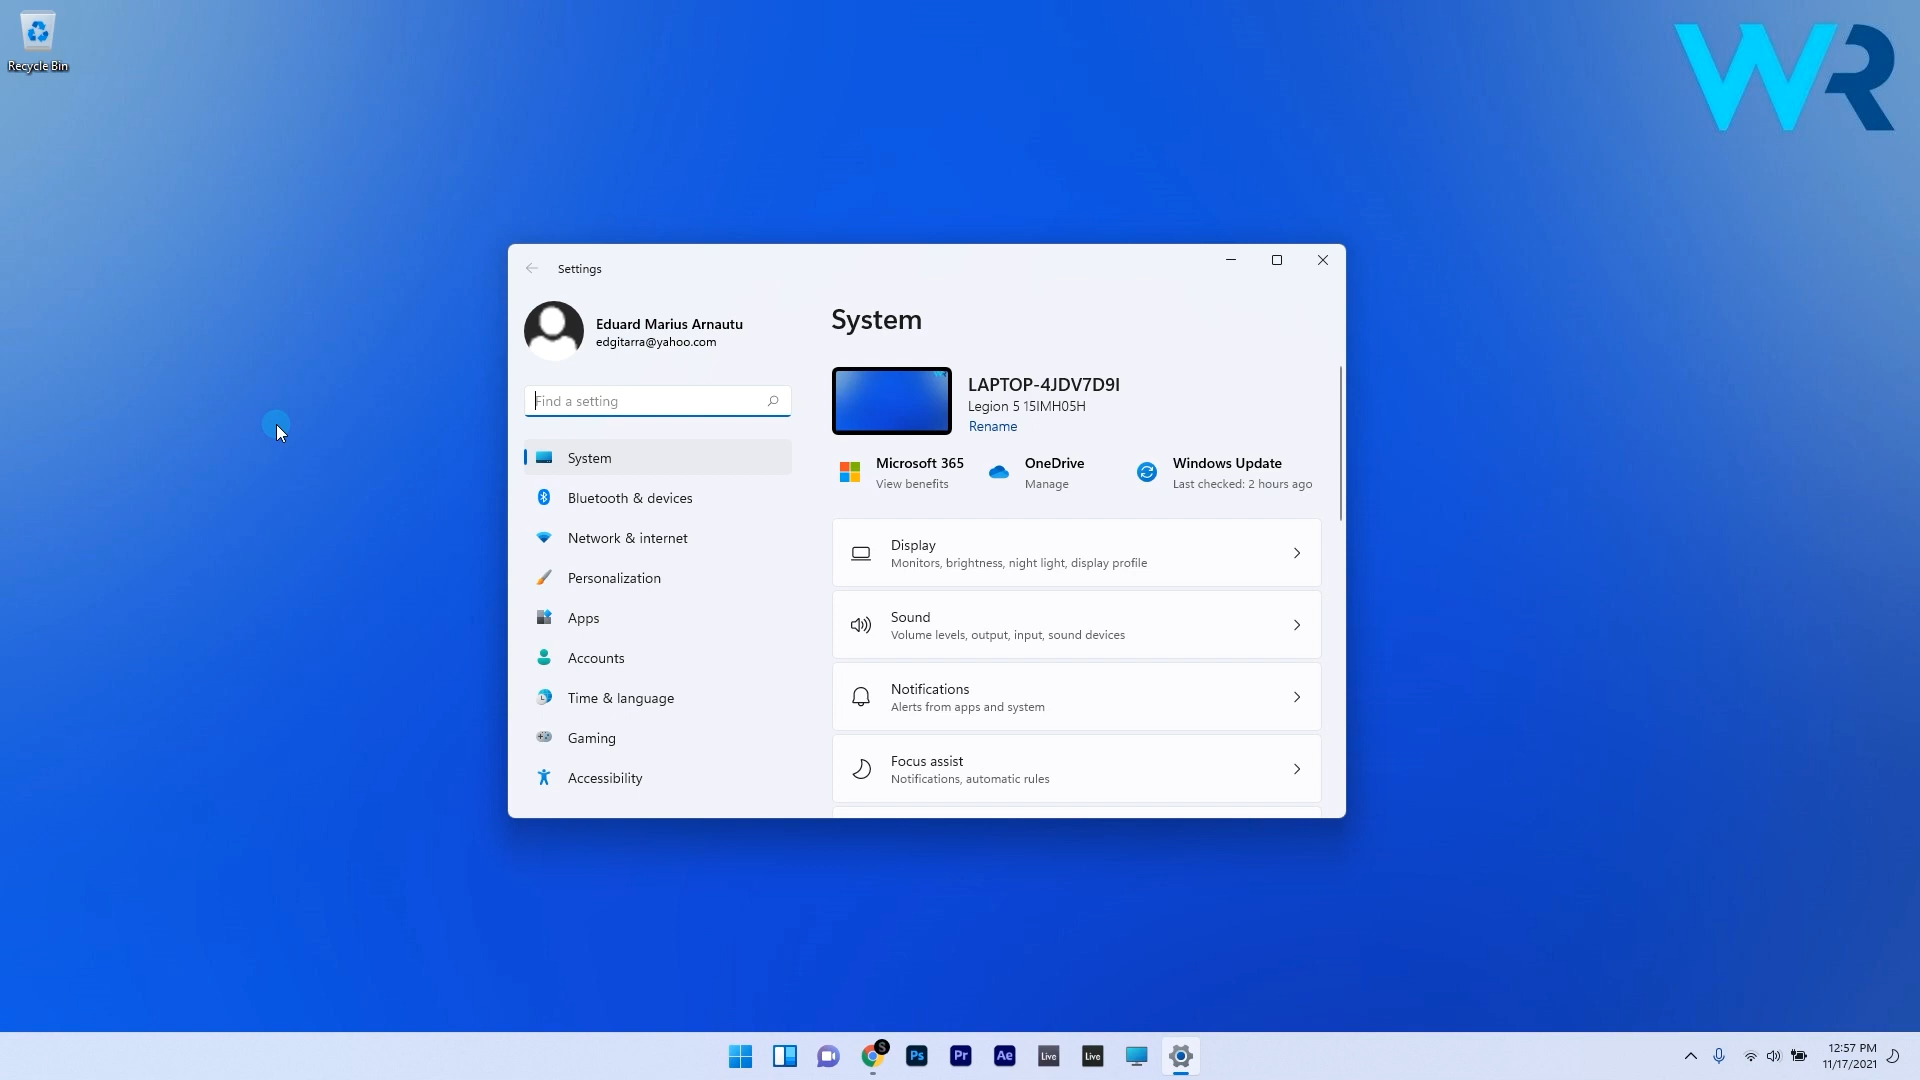 Recycle Bin
WR
Settings
Eduard Marius Arnautu
edgitarra@yahoo.com
Find a setting
System
Bluetooth & devices
Network & internet
Personalization
Apps
Accounts
Time & language
Gaming
Accessibility
System
LAPTOP-4JDV7D9I
Legion 5 15IMH05H
Rename
Microsoft 365
View benefits
OneDrive
Manage
Windows Update
Last checked: 2 hours ago
Display
Monitors, brightness, night light, display profile
Sound
Volume levels, output, input, sound devices
Notifications
Alerts from apps and system
Focus assist
Notifications, automatic rules
S
Ps
Pr
Ae
Live
Live
12:57 PM
11/17/2021